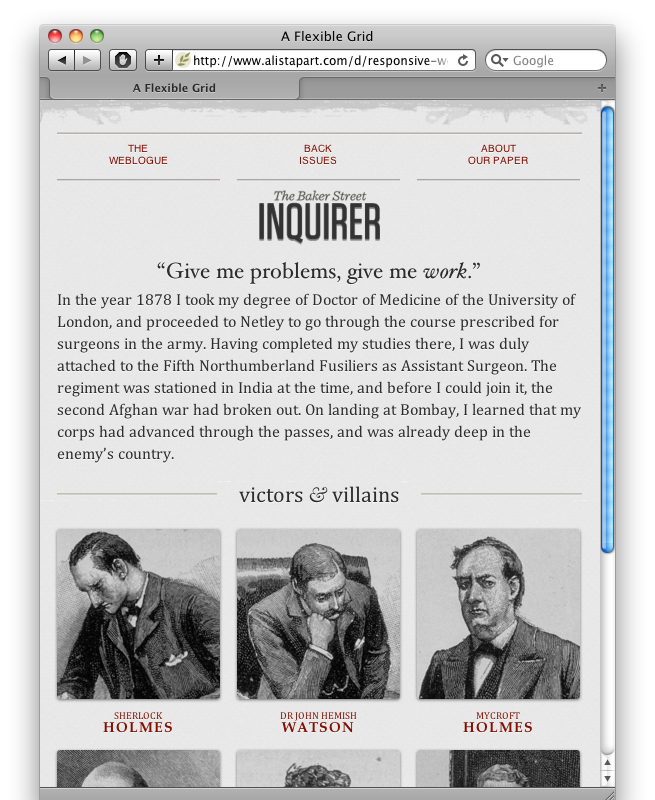 A Flexible Grid
http://www.alistapart.com/d/responsive-w
Google
A Flexible Grid
THE
WEBLOGUE
BACK
ISSUES
ABOUT
OUR PAPER
The Baker Street
INQUIRER
“Give me problems, give me work.”
In the year 1878 I took my degree of Doctor of Medicine of the University of
London, and proceeded to Netley to go through the course prescribed for
surgeons in the army. Having completed my studies there, I was duly
attached to the Fifth Northumberland Fusiliers as Assistant Surgeon. The
regiment was stationed in India at the time, and before I could join it, the
second Afghan war had broken out. On landing at Bombay, I learned that my
corps had advanced through the passes, and was already deep in the
enemy’s country.
victors & villains
SHERLOCK
HOLMES
DR JOHN HEMISH
WATSON
MYCROFT
HOLMES